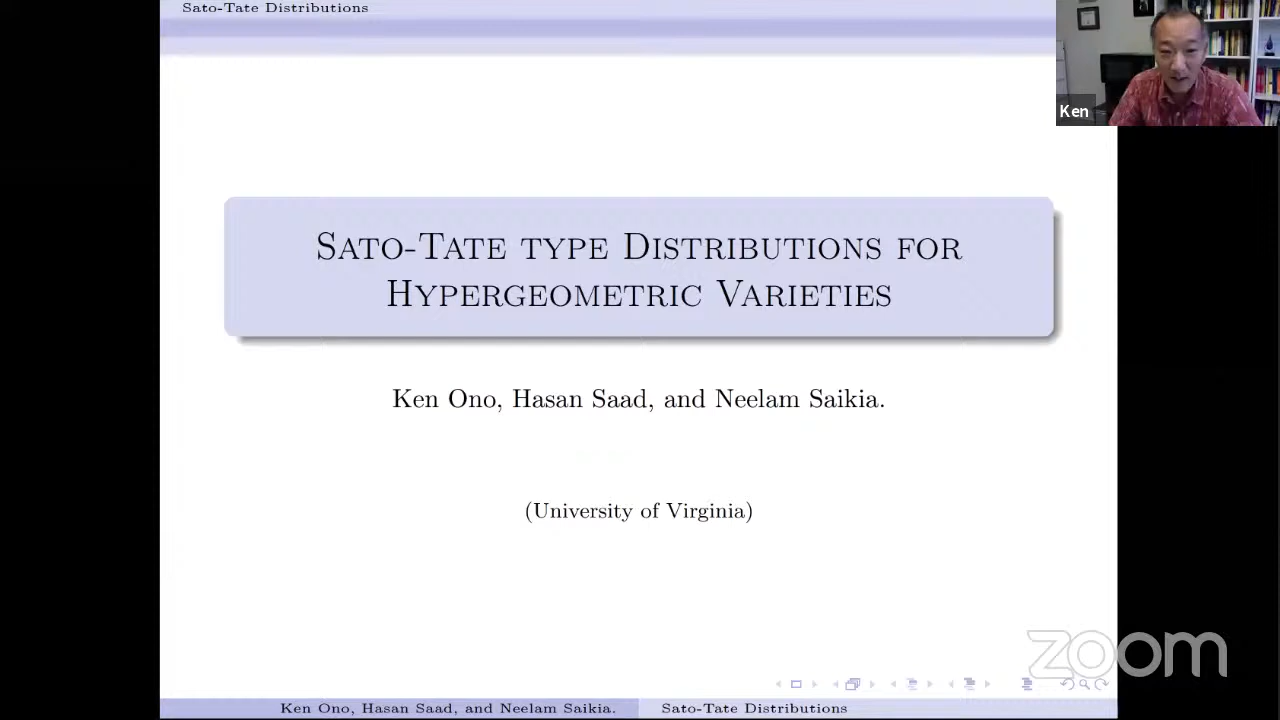 Sato-Tate Distributions
Ken
Sato-Tate type Distributions for
Hypergeometric Varieties
Ken Ono, Hasan Saad, and Neelam Saikia.
(University of Virginia)
zoom
Ken Ono, Hasan Saad, and Neelam Saikia.
Sato-Tate Distributions